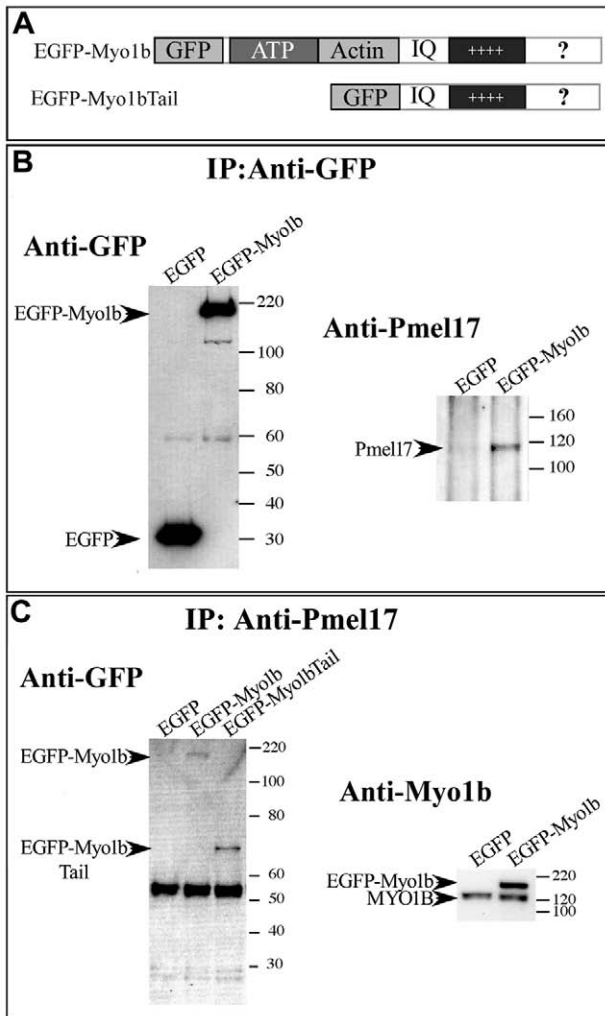 A
EGFP-Myo1b GFP ATP Actin IQ ++++ ?
EGFP-Myo1bTail GFP IQ ++++ ?
B
IP:Anti-GFP
Anti-GFP
EGFP
EGFP-Myo1b
EGFP-Myo1b
220
100
80
60
50
40
30
EGFP
Anti-Pmel17
EGFP
EGFP-Myo1b
160
Pmel17
120
100
C
IP: Anti-Pmel17
Anti-GFP
EGFP
EGFP-Myo1b
EGFP-Myo1bTail
EGFP-Myo1b
220
100
80
EGFP-Myo1b
Tail
60
50
40
30
Anti-Myo1b
EGFP
EGFP-Myo1b
EGFP-Myo1b
220
MYO1B
120
100